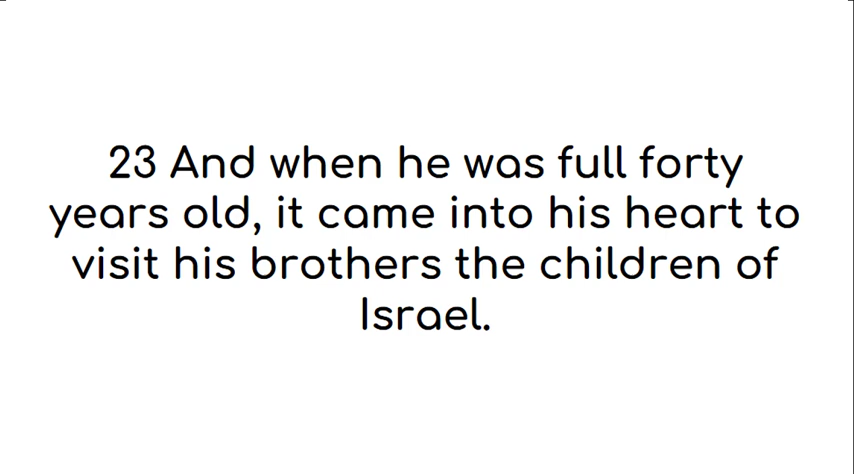 23 And when he was full forty
years old, it came into his heart to
visit his brothers the children of
Israel.